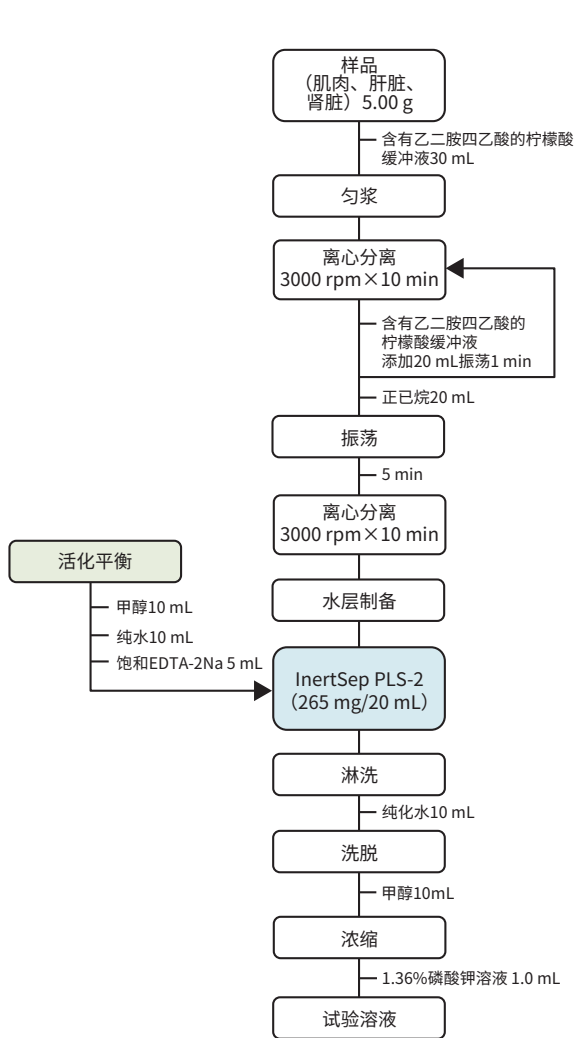 样品
（肌肉、肝脏、
肾脏）5.00 g
含有乙二胺四乙酸的柠檬酸
缓冲液30 mL
匀浆
离心分离
3000 rpm×10 min
含有乙二胺四乙酸的
柠檬酸缓冲液
添加20 mL振荡1 min
正已烷20 mL
振荡
5 min
离心分离
3000 rpm×10 min
水层制备
活化平衡
甲醇10 mL
纯水10 mL
饱和EDTA-2Na 5 mL
InertSep PLS-2
（265 mg/20 mL）
淋洗
纯化水10 mL
洗脱
甲醇10mL
浓缩
1.36%磷酸钾溶液 1.0 mL
试验溶液